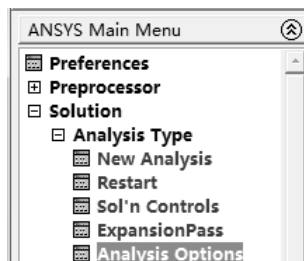 ANSYS Main Menu
Preferences
Preprocessor
Solution
Analysis Type
New Analysis
Restart
Sol'n Controls
ExpansionPass
Analysis Options